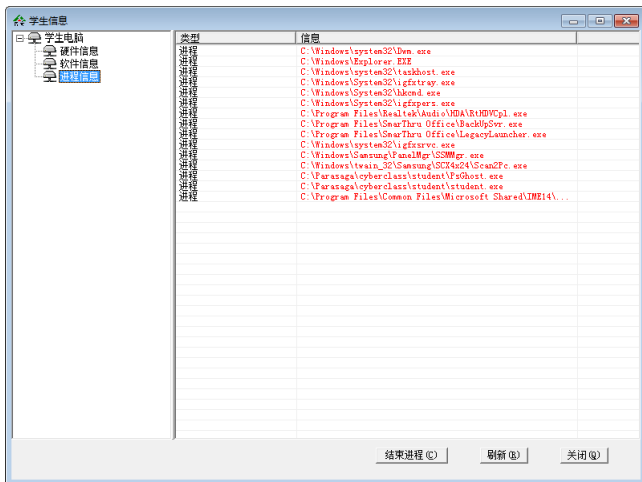 学生信息
学生电脑
硬件信息
软件信息
进程信息
类型 信息
进程 C:\Windows\system32\Dwm.exe
进程 C:\Windows\Explorer.EXE
进程 C:\Windows\system32\taskhost.exe
进程 C:\Windows\System32\igfxtray.exe
进程 C:\Windows\System32\hkcmd.exe
进程 C:\Windows\System32\igfxpers.exe
进程 C:\Program Files\Realtek\Audio\HDA\RtHDVCpl.exe
进程 C:\Program Files\SmarThru Office\BackUpSvr.exe
进程 C:\Program Files\SmarThru Office\LegacyLauncher.exe
进程 C:\Windows\system32\igfxsrvc.exe
进程 C:\Windows\Samsung\PanelMgr\SSMMgr.exe
进程 C:\Windows\twain_32\Samsung\SCX4x24\Scan2Pc.exe
进程 C:\Parasaga\cyberclass\student\PsGhost.exe
进程 C:\Parasaga\cyberclass\student\student.exe
进程 C:\Program Files\Common Files\Microsoft Shared\IME14\...
结束进程(C) 刷新(R) 关闭(Q)